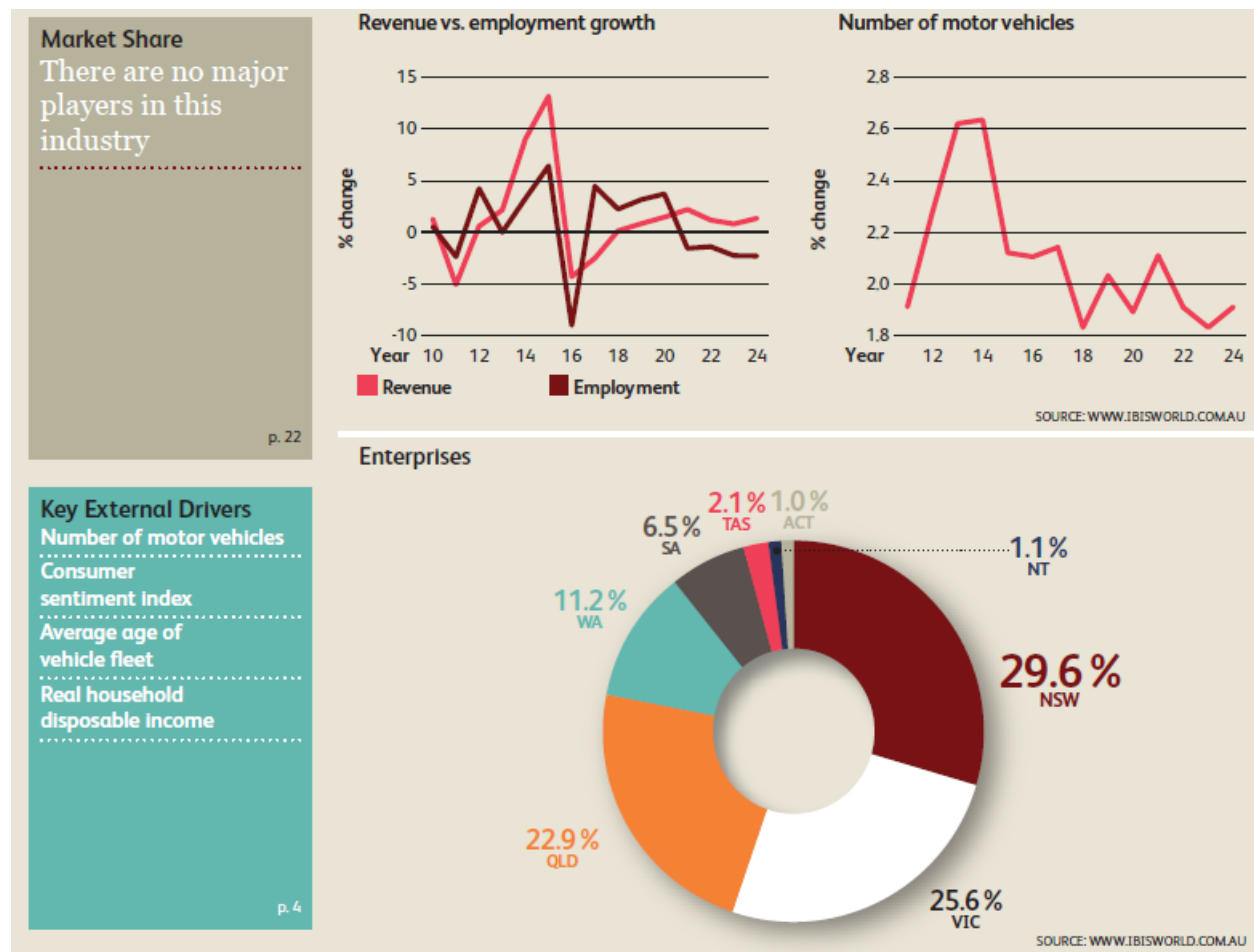 Market Share
There are no major
players in this
industry
p. 22
Key External Drivers
Number of motor vehicles
Consumer
sentiment index
Average age of
vehicle fleet
Real household
disposable income
p. 4
Revenue vs. employment growth
% change
15
10
5
0
-5
-10
Year 10 12 14 16 18 20 22 24
Revenue Employment
Number of motor vehicles
% change
2.8
2.6
2.4
2.2
2.0
1.8
Year 12 14 16 18 20 22 24
SOURCE: WWW.IBISWORLD.COM.AU
Enterprises
2.1 %
TAS
1.0 %
ACT
6.5 %
SA
1.1 %
NT
11.2 %
WA
29.6 %
NSW
22.9 %
QLD
25.6 %
VIC
SOURCE: WWW.IBISWORLD.COM.AU